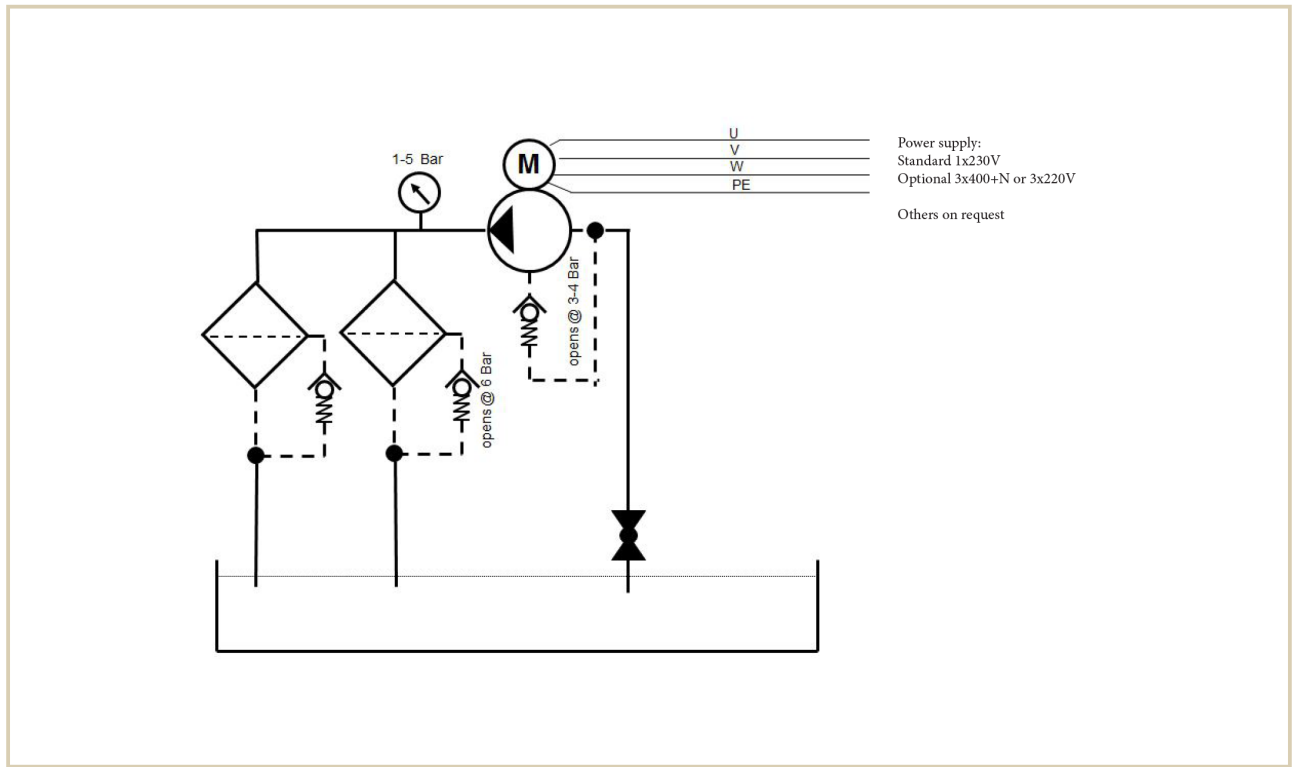 U
1-5 Bar
M
V
W
PE
Power supply:
Standard 1x230V
Optional 3x400+N or 3x220V
Others on request
opens @ 3-4 Bar
opens @ 6 Bar